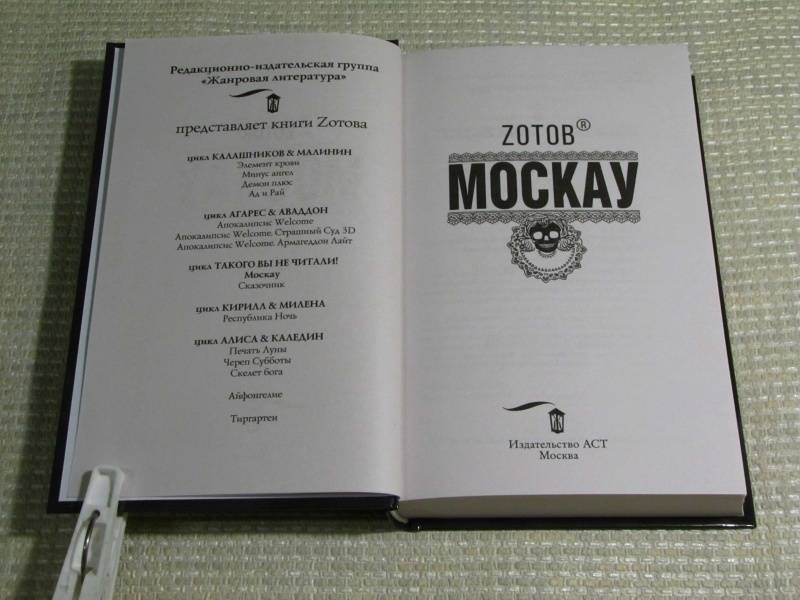 Редакционно-издательская группа
«Жанровая литература»
представляет книги Zотова
цикл КАЛАШНИКОВ & МАЛИНИН
Элемент крови
Минус ангел
Демон плюс
Ад и Рай
цикл АГАРЕС & АВАДДОН
Апокалипсис Welcome
Апокалипсис Welcome. Страшный Суд 3D
Апокалипсис Welcome. Армагеддон Лайт
цикл ТАКОГО ВЫ НЕ ЧИТАЛИ!
Москау
Сказочник
цикл КИРИЛЛ & МИЛЕНА
Республика Ночь
цикл АЛИСА & КАЛЕДИН
Печать Луны
Череп Субботы
Скелет бога
Айфонгелие
Тиргартен
ZОТОВ®
МОСКАУ
Издательство АСТ
Москва